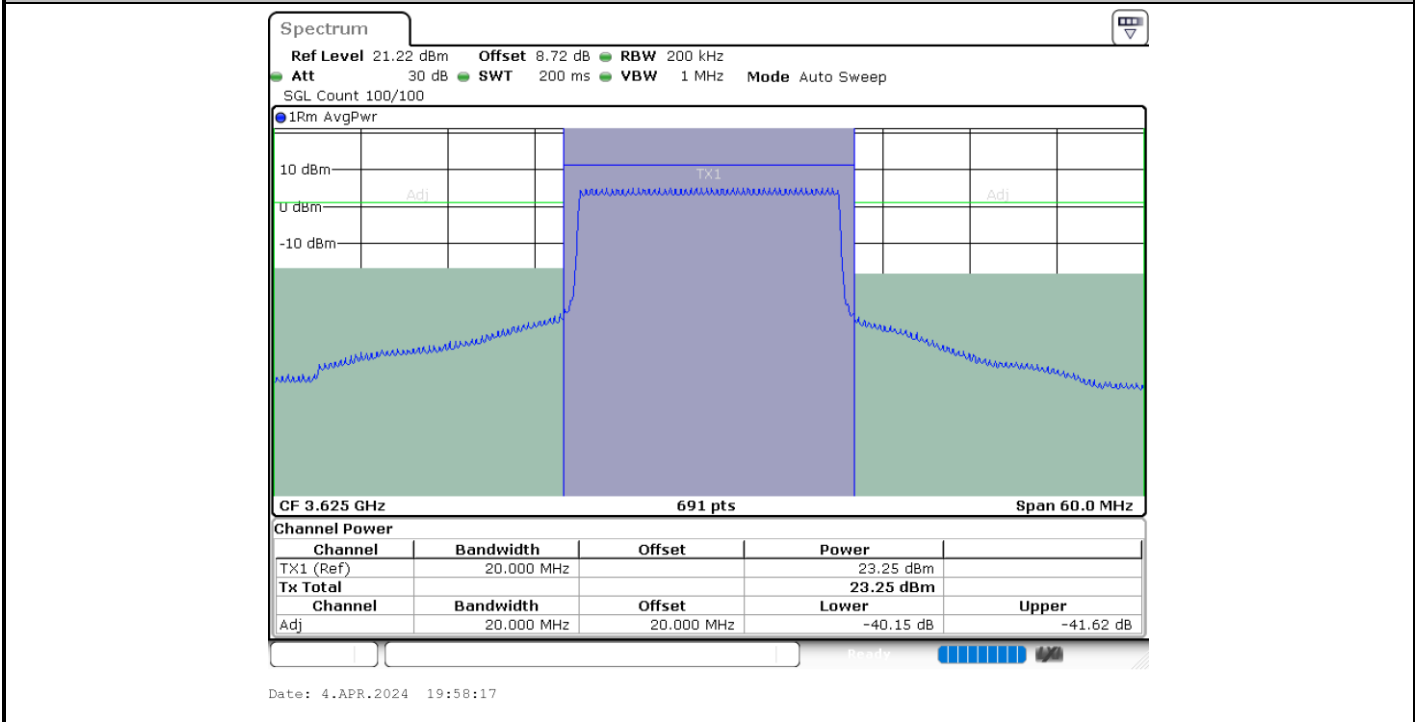 Spectrum
Ref Level 21.22 dBm Offset 8.72 dB RBW 200 kHz
Att 30 dB SWT 200 ms VBW 1 MHz Mode Auto Sweep
SGL Count 100/100
1Rm AvgPwr
10 dBm
TX1
Adj Adj
0 dBm
-10 dBm
CF 3.625 GHz 691 pts Span 60.0 MHz
Channel Power
Channel Bandwidth Offset Power
TX1 (Ref) 20.000 MHz 23.25 dBm
Tx Total 23.25 dBm
Channel Bandwidth Offset Lower Upper
Adj 20.000 MHz 20.000 MHz -40.15 dB -41.62 dB
Ready
Date: 4.APR.2024 19:58:17